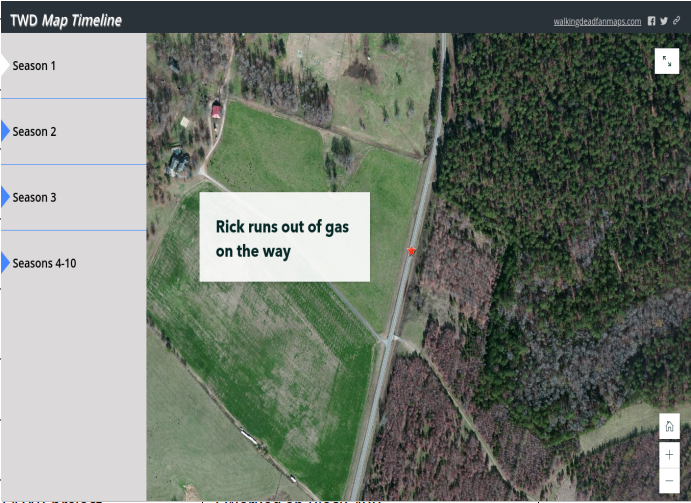 TWD Map Timeline
walkingdeadfanmaps.com
Season 1
Season 2
Season 3
Seasons 4-10
Rick runs out of gas
on the way